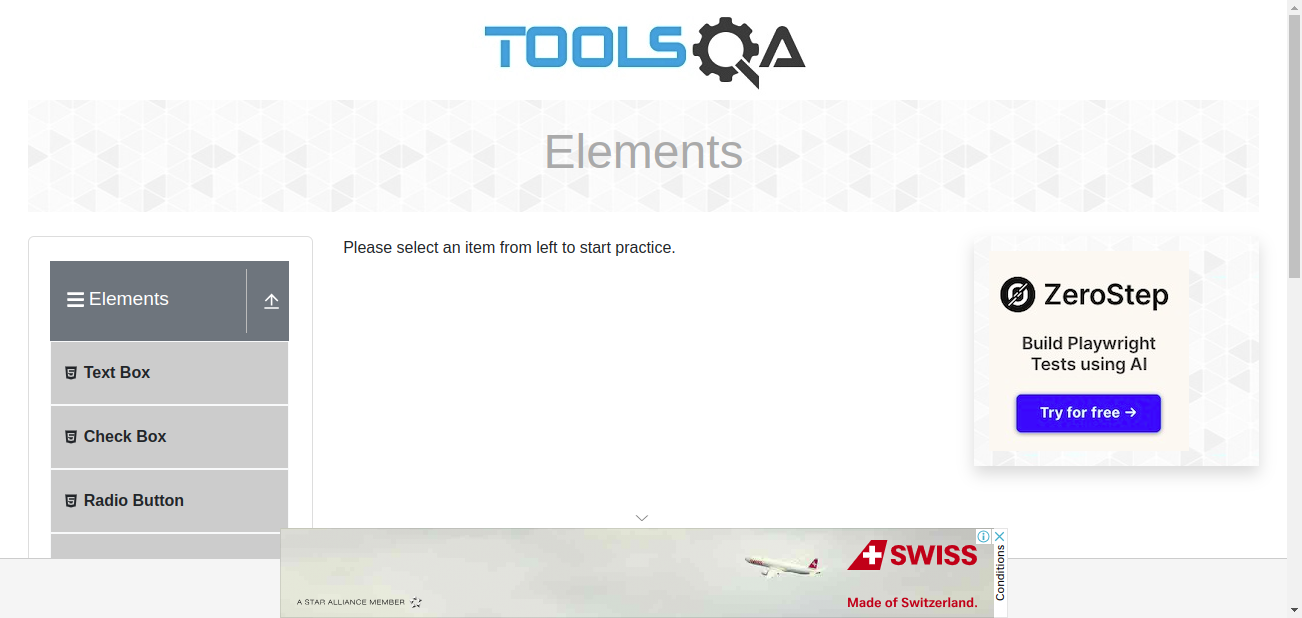 TOOLSQA
Elements
Please select an item from left to start practice.
Elements
Text Box
Check Box
Radio Button
ZeroStep
Build Playwright
Tests using AI
Try for free →
SWISS
Made of Switzerland.
A STAR ALLIANCE MEMBER
Conditions